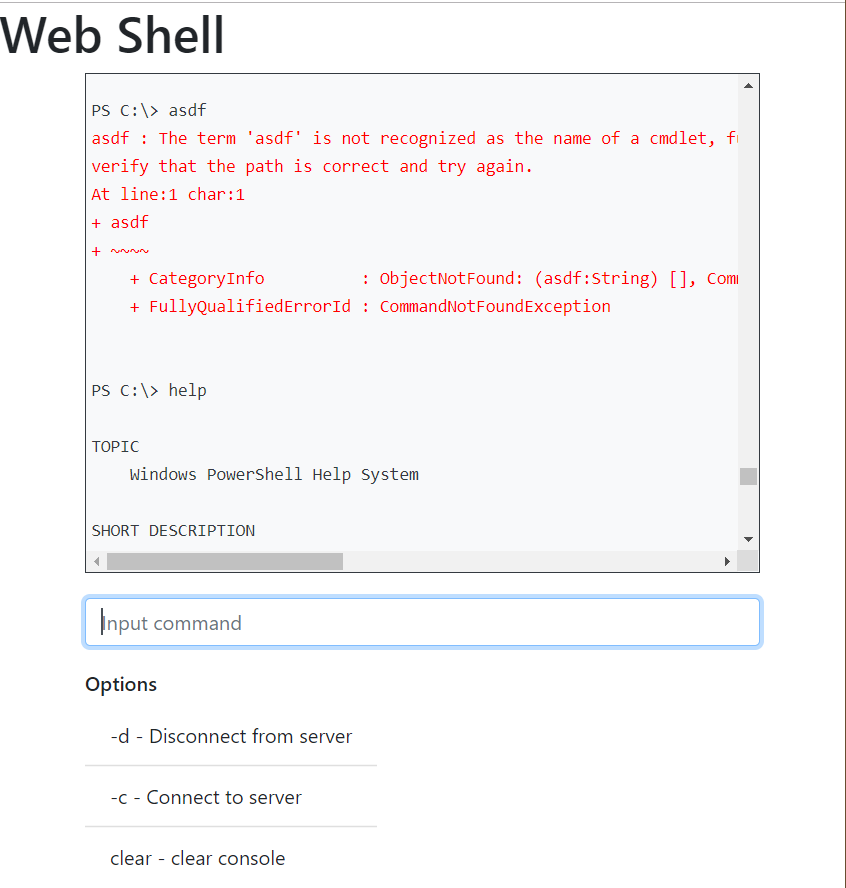 Web Shell
PS C:\> asdf
asdf : The term 'asdf' is not recognized as the name of a cmdlet,
verify that the path is correct and try again.
At line:1 char:1
+ asdf
+ ~~~~
    + CategoryInfo          : ObjectNotFound: (asdf:String) [],
    + FullyQualifiedErrorId : CommandNotFoundException
PS C:\> help
TOPIC
    Windows PowerShell Help System
SHORT DESCRIPTION
Input command
Options
-d - Disconnect from server
-c - Connect to server
clear - clear console